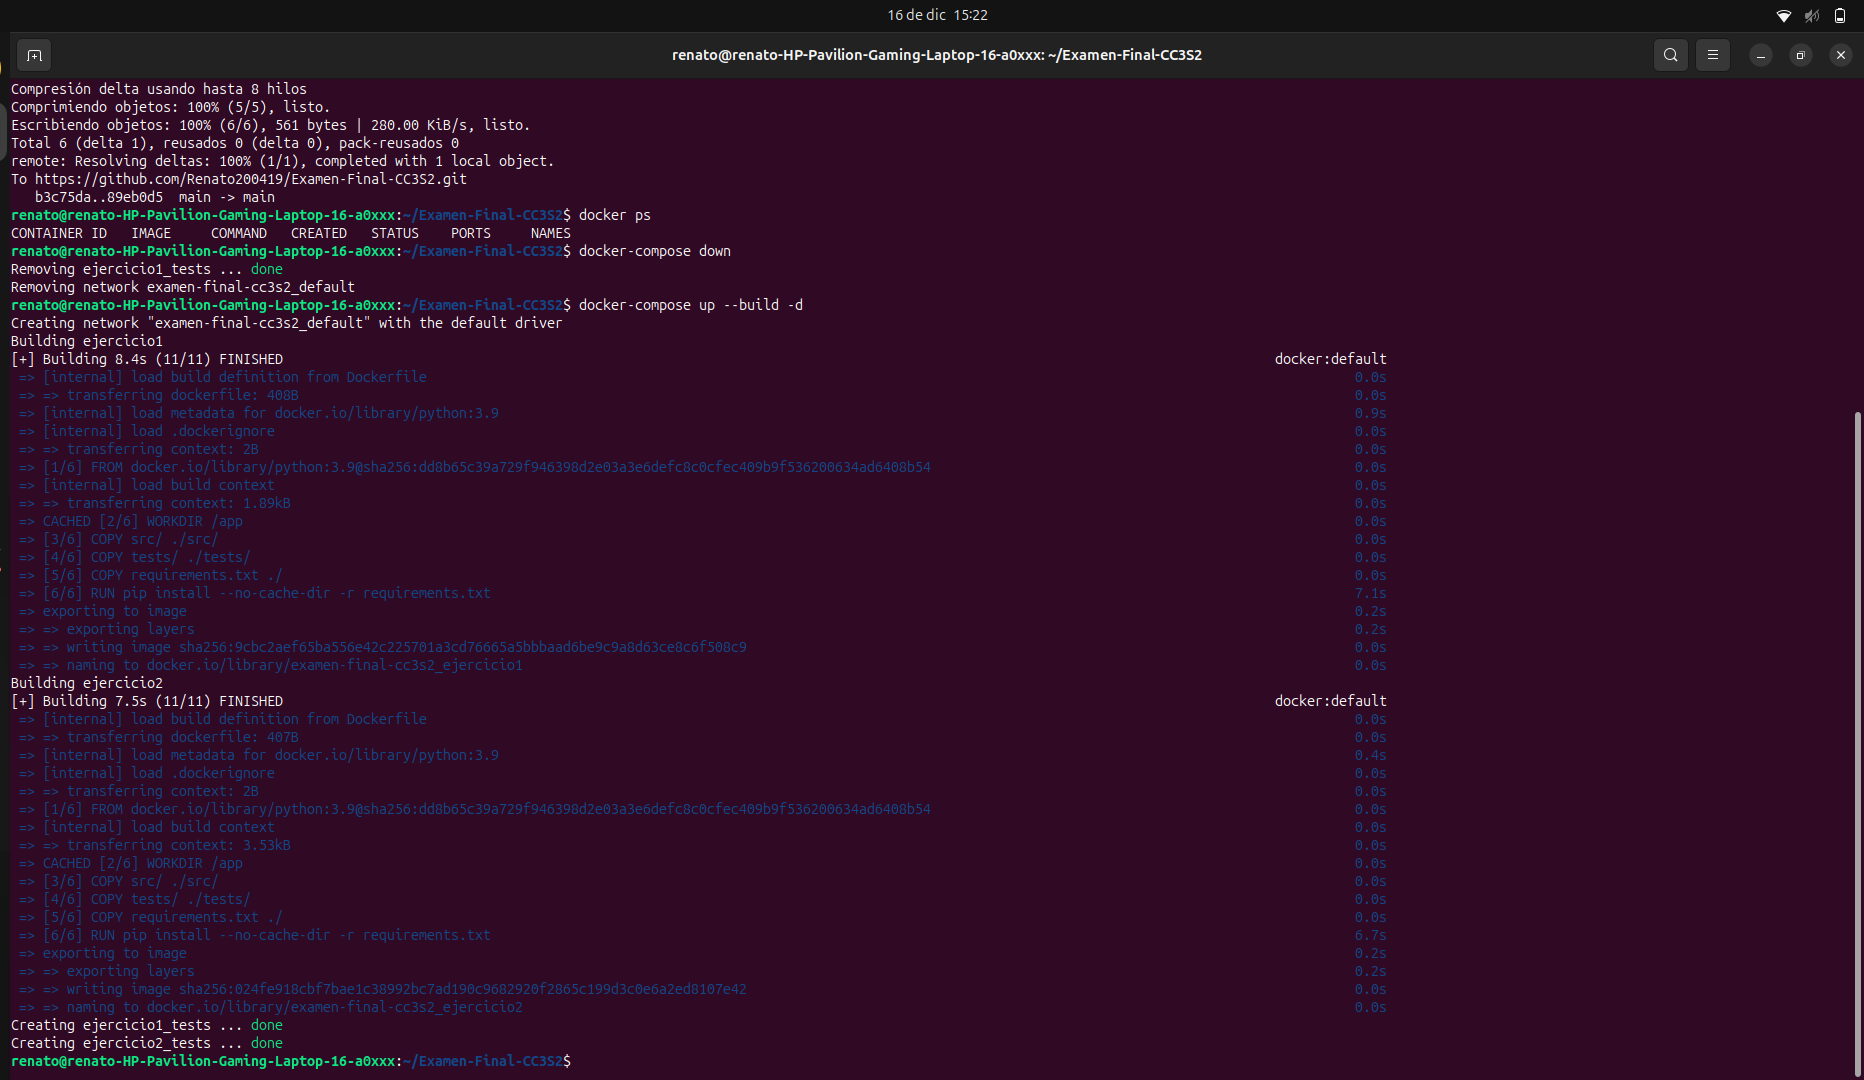 16 de dic  15:22
renato@renato-HP-Pavilion-Gaming-Laptop-16-a0xxx: ~/Examen-Final-CC3S2
Compresión delta usando hasta 8 hilos
Comprimiendo objetos: 100% (5/5), listo.
Escribiendo objetos: 100% (6/6), 561 bytes | 280.00 KiB/s, listo.
Total 6 (delta 1), reusados 0 (delta 0), pack-reusados 0
remote: Resolving deltas: 100% (1/1), completed with 1 local object.
To https://github.com/Renato200419/Examen-Final-CC3S2.git
   b3c75da..89eb0d5  main -> main
renato@renato-HP-Pavilion-Gaming-Laptop-16-a0xxx:~/Examen-Final-CC3S2$ docker ps
CONTAINER ID   IMAGE     COMMAND   CREATED   STATUS    PORTS     NAMES
renato@renato-HP-Pavilion-Gaming-Laptop-16-a0xxx:~/Examen-Final-CC3S2$ docker-compose down
Removing ejercicio1_tests ... done
Removing network examen-final-cc3s2_default
renato@renato-HP-Pavilion-Gaming-Laptop-16-a0xxx:~/Examen-Final-CC3S2$ docker-compose up --build -d
Creating network "examen-final-cc3s2_default" with the default driver
Building ejercicio1
[+] Building 8.4s (11/11) FINISHED docker:default
=> [internal] load build definition from Dockerfile 0.0s
=> => transferring dockerfile: 408B 0.0s
=> [internal] load metadata for docker.io/library/python:3.9 0.9s
=> [internal] load .dockerignore 0.0s
=> => transferring context: 2B 0.0s
=> [1/6] FROM docker.io/library/python:3.9@sha256:dd8b65c39a729f946398d2e03a3e6defc8c0cfec409b9f536200634ad6408b54 0.0s
=> [internal] load build context 0.0s
=> => transferring context: 1.89kB 0.0s
=> CACHED [2/6] WORKDIR /app 0.0s
=> [3/6] COPY src/ ./src/ 0.0s
=> [4/6] COPY tests/ ./tests/ 0.0s
=> [5/6] COPY requirements.txt ./ 0.0s
=> [6/6] RUN pip install --no-cache-dir -r requirements.txt 7.1s
=> exporting to image 0.2s
=> => exporting layers 0.2s
=> => writing image sha256:9cbc2aef65ba556e42c225701a3cd76665a5bbbaad6be9c9a8d63ce8c6f508c9 0.0s
=> => naming to docker.io/library/examen-final-cc3s2_ejercicio1 0.0s
Building ejercicio2
[+] Building 7.5s (11/11) FINISHED docker:default
=> [internal] load build definition from Dockerfile 0.0s
=> => transferring dockerfile: 407B 0.0s
=> [internal] load metadata for docker.io/library/python:3.9 0.4s
=> [internal] load .dockerignore 0.0s
=> => transferring context: 2B 0.0s
=> [1/6] FROM docker.io/library/python:3.9@sha256:dd8b65c39a729f946398d2e03a3e6defc8c0cfec409b9f536200634ad6408b54 0.0s
=> [internal] load build context 0.0s
=> => transferring context: 3.53kB 0.0s
=> CACHED [2/6] WORKDIR /app 0.0s
=> [3/6] COPY src/ ./src/ 0.0s
=> [4/6] COPY tests/ ./tests/ 0.0s
=> [5/6] COPY requirements.txt ./ 0.0s
=> [6/6] RUN pip install --no-cache-dir -r requirements.txt 6.7s
=> exporting to image 0.2s
=> => exporting layers 0.2s
=> => writing image sha256:024fe918cbf7bae1c38992bc7ad190c9682920f2865c199d3c0e6a2ed8107e42 0.0s
=> => naming to docker.io/library/examen-final-cc3s2_ejercicio2 0.0s
Creating ejercicio1_tests ... done
Creating ejercicio2_tests ... done
renato@renato-HP-Pavilion-Gaming-Laptop-16-a0xxx:~/Examen-Final-CC3S2$